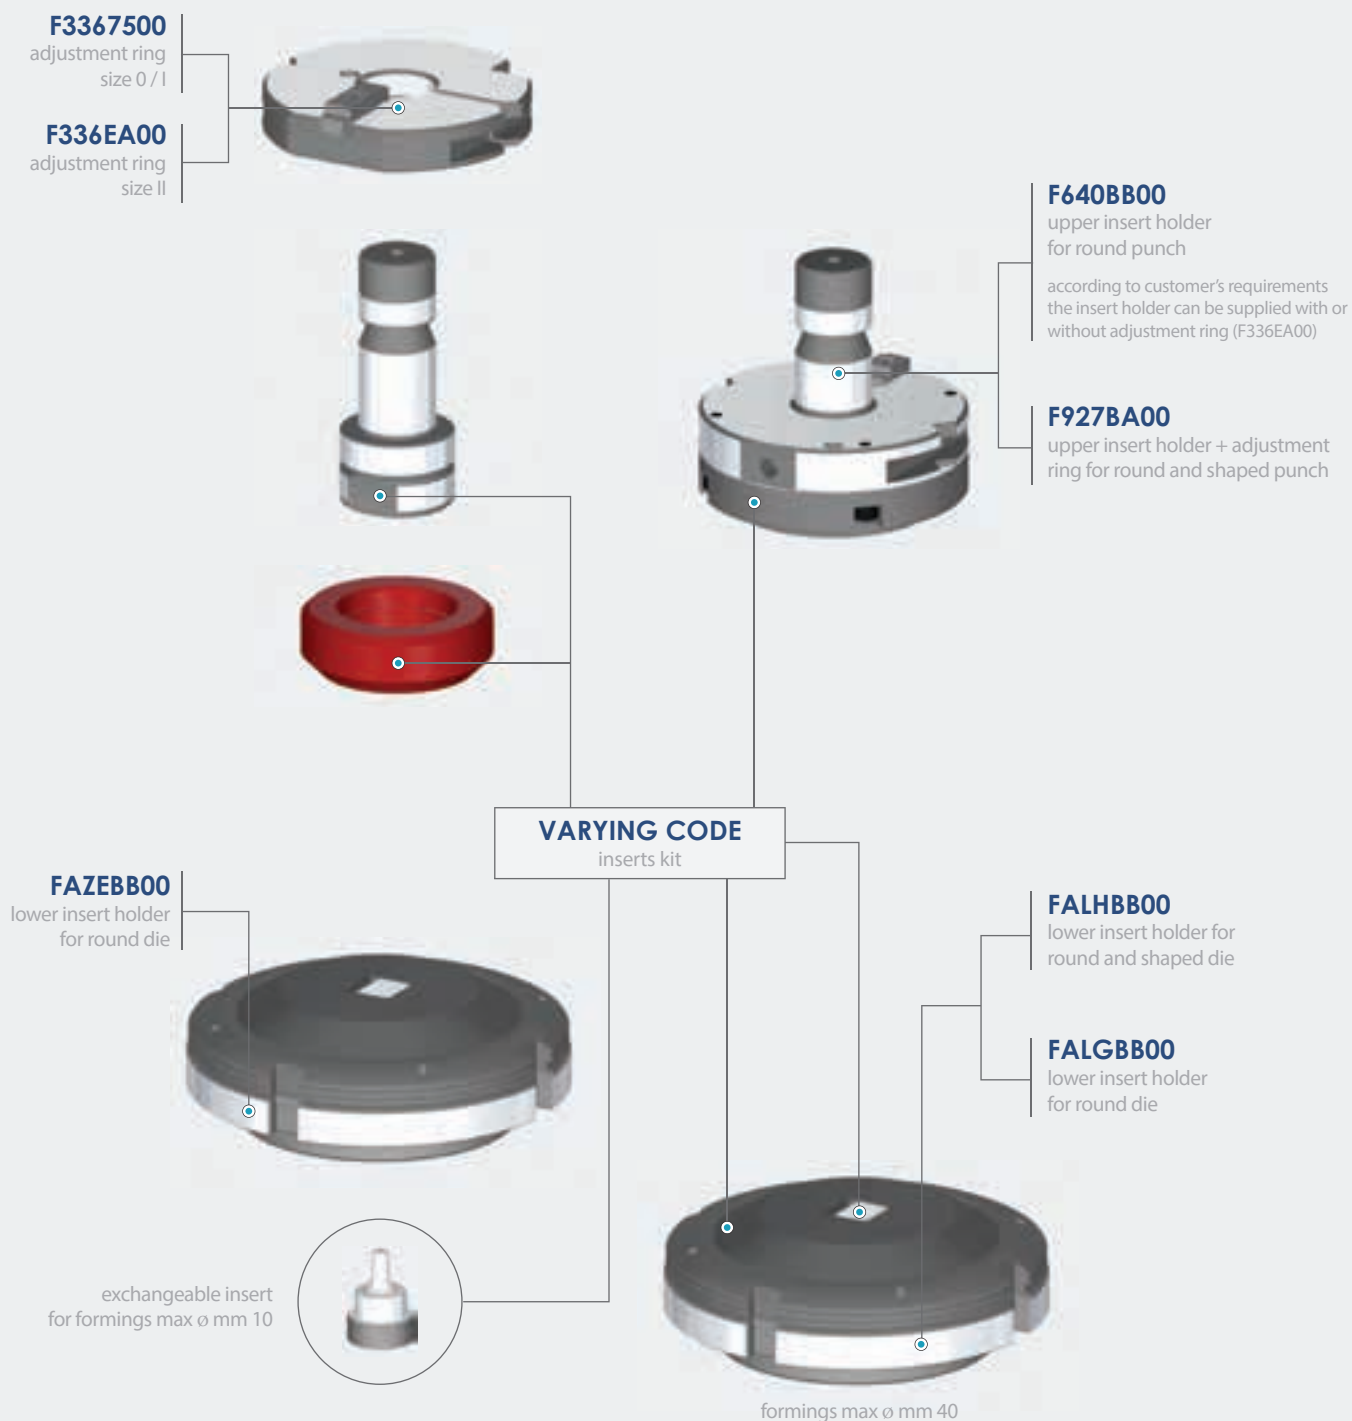 F3367500
adjustment ring
size 0 / I
F336EA00
adjustment ring
size II
F640BB00
upper insert holder
for round punch
according to customer's requirements
the insert holder can be supplied with or
without adjustment ring (F336EA00)
F927BA00
upper insert holder + adjustment
ring for round and shaped punch
VARYING CODE
inserts kit
FAZEBB00
lower insert holder
for round die
FALHBB00
lower insert holder for
round and shaped die
FALGBB00
lower insert holder
for round die
exchangeable insert
for formings max ø mm 10
formings max ø mm 40